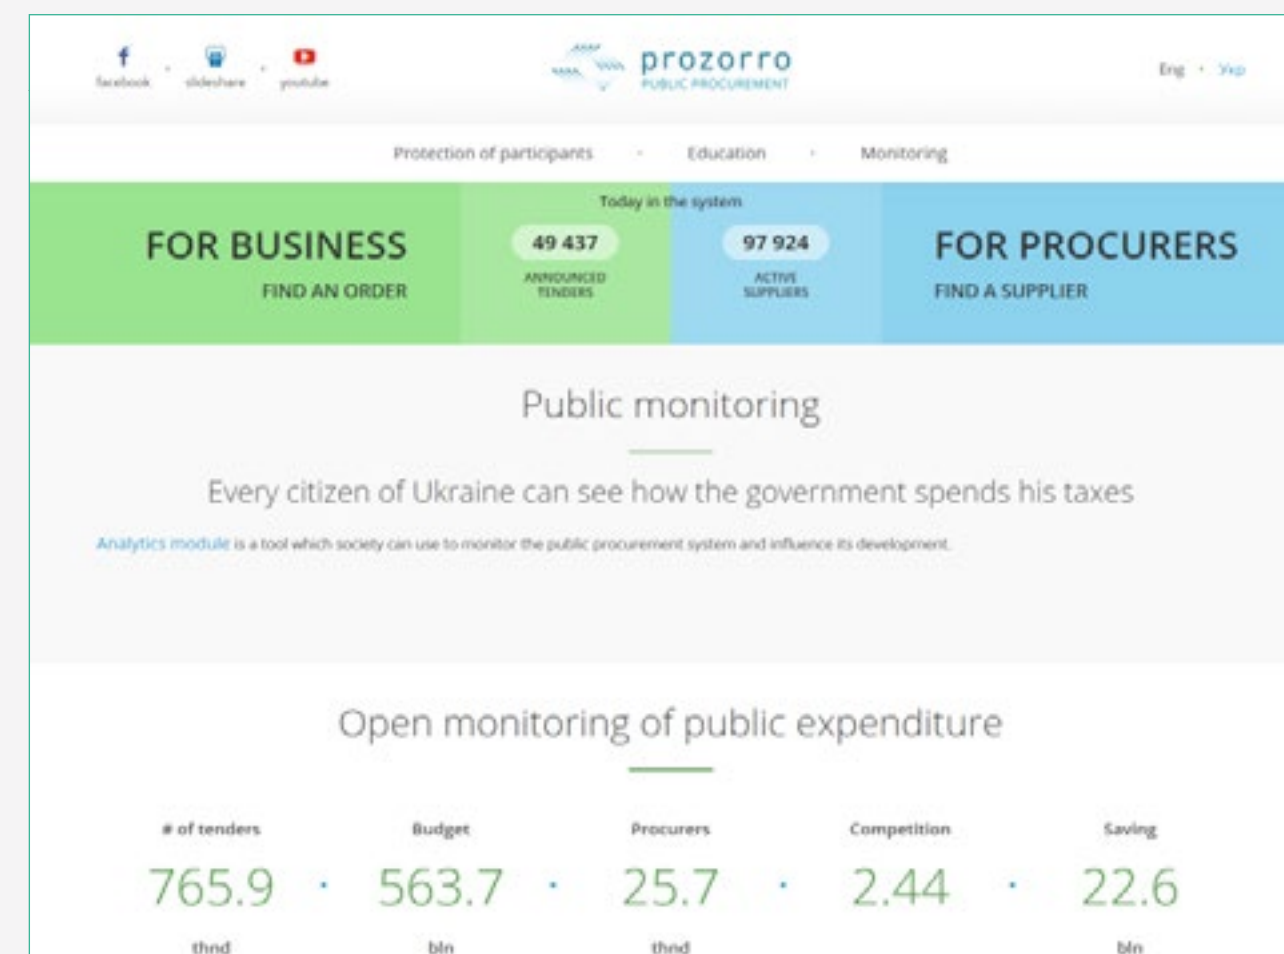 facebook · slideshare · youtube
prozorro
PUBLIC PROCUREMENT
Eng · Укр
Protection of participants · Education · Monitoring
Today in the system
FOR BUSINESS
FIND AN ORDER
49 437
ANNOUNCED
TENDERS
97 924
ACTIVE
SUPPLIERS
FOR PROCURERS
FIND A SUPPLIER
Public monitoring
Every citizen of Ukraine can see how the government spends his taxes
Analytics module is a tool which society can use to monitor the public procurement system and influence its development.
Open monitoring of public expenditure
# of tenders
765.9
thnd
Budget
563.7
bln
Procurers
25.7
thnd
Competition
2.44
Saving
22.6
bln